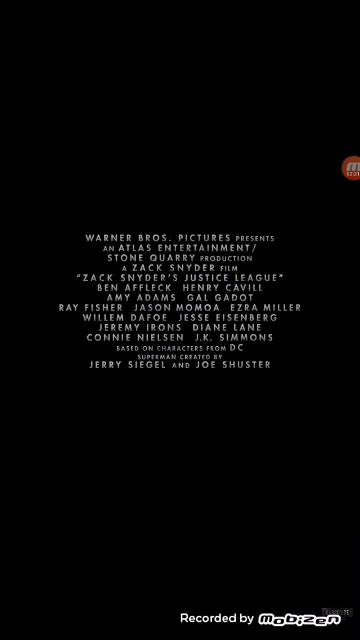 WARNER BROS. PICTURES PRESENTS
AN ATLAS ENTERTAINMENT/
STONE QUARRY PRODUCTION
A ZACK SNYDER FILM
"ZACK SNYDER'S JUSTICE LEAGUE"
BEN AFFLECK HENRY CAVILL
AMY ADAMS GAL GADOT
RAY FISHER JASON MOMOA EZRA MILLER
WILLEM DAFOE JESSE EISENBERG
JEREMY IRONS DIANE LANE
CONNIE NIELSEN J.K. SIMMONS
BASED ON CHARACTERS FROM DC
SUPERMAN CREATED BY
JERRY SIEGEL AND JOE SHUSTER
Recorded by Mobizen